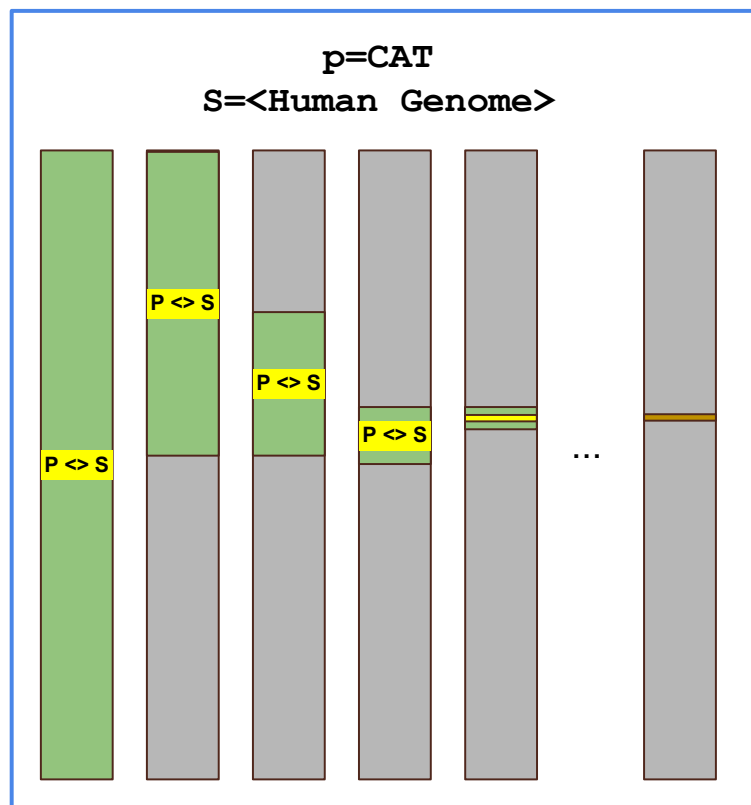 p=CAT
S=<Human Genome>
P <> S
P <> S
P <> S
P <> S
...